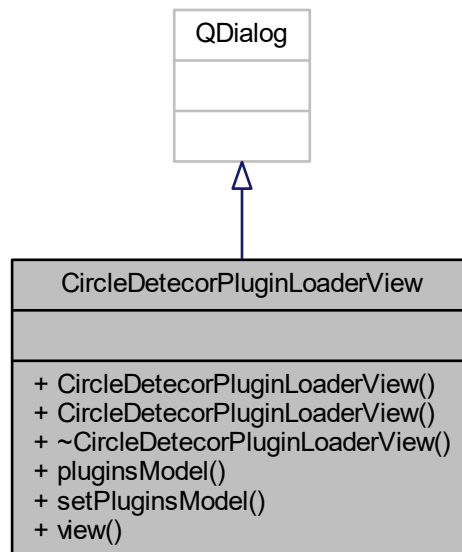 QDialog
CircleDetecorPluginLoaderView
+ CircleDetecorPluginLoaderView()
+ CircleDetecorPluginLoaderView()
+ ~CircleDetecorPluginLoaderView()
+ pluginsModel()
+ setPluginsModel()
+ view()